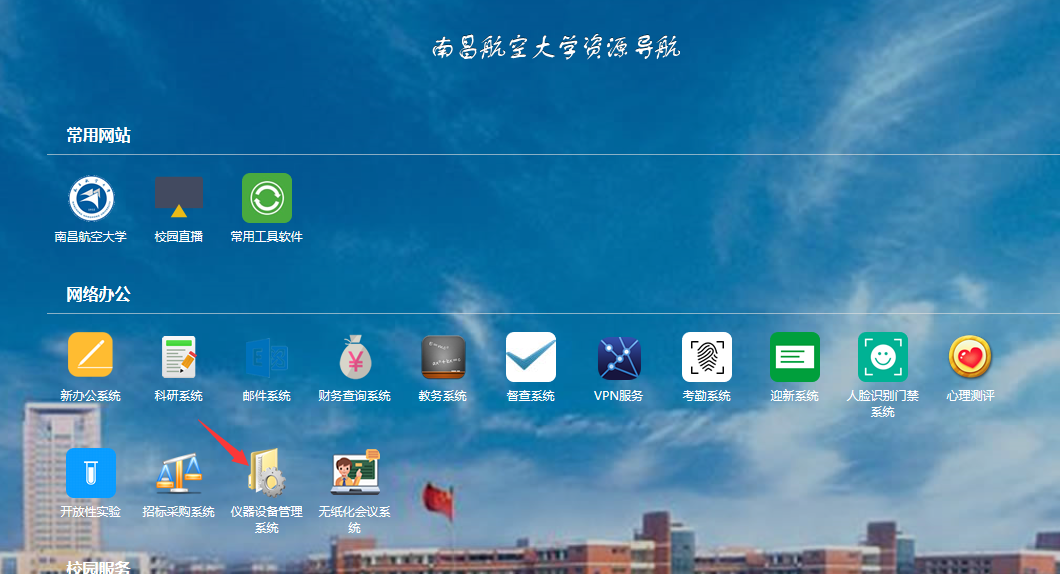 南昌航空大学资源导航
常用网站
南昌航空大学 校园直播 常用工具软件
网络办公
新办公系统 科研系统 邮件系统 财务查询系统 教务系统 督查系统 VPN服务 考勤系统 迎新系统 人脸识别门禁 心理测评
系统
开放性实验 招标采购系统 仪器设备管理 无纸化会议系
系统 统
校园服务